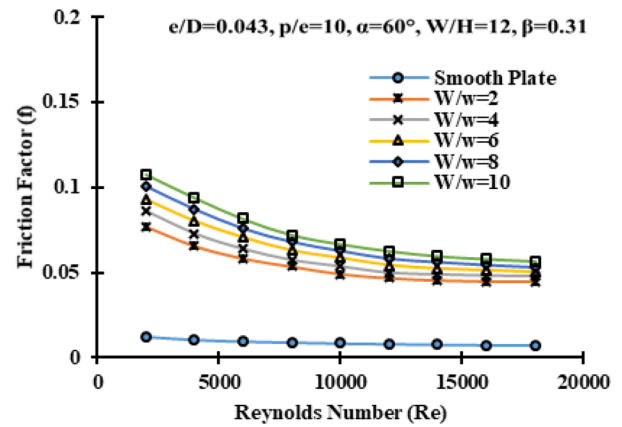 e/D=0.043, p/e=10, α=60°, W/H=12, β=0.31
0.2
0.15
0.1
0.05
0
Friction Factor (f)
Smooth Plate
W/w=2
W/w=4
W/w=6
W/w=8
W/w=10
0 5000 10000 15000 20000
Reynolds Number (Re)